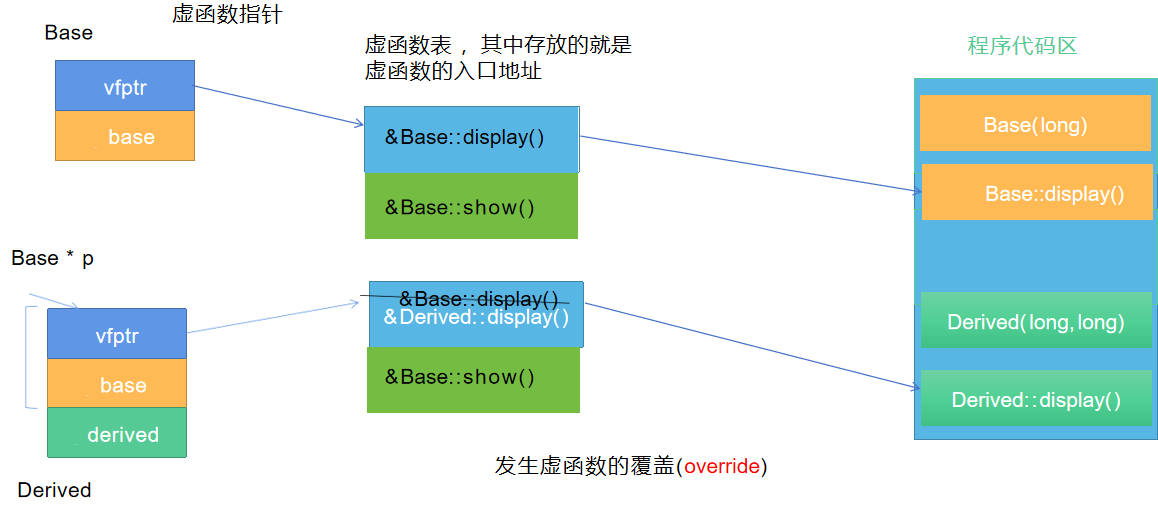 虚函数指针
Base
vfptr
base
虚函数表 ，其中存放的就是
虚函数的入口地址
&Base::display()
&Base::show()
程序代码区
Base(long)
Base::display()
Derived(long,long)
Derived::display()
Base * p
vfptr
base
derived
Derived
&Base::display()
&Derived::display()
&Base::show()
发生虚函数的覆盖(override)